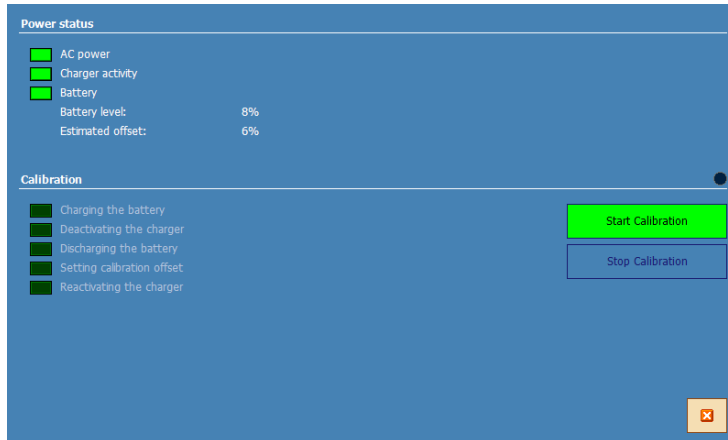 Power status
AC power
Charger activity
Battery
Battery level: 8%
Estimated offset: 6%
Calibration
Charging the battery
Deactivating the charger
Discharging the battery
Setting calibration offset
Reactivating the charger
Start Calibration
Stop Calibration